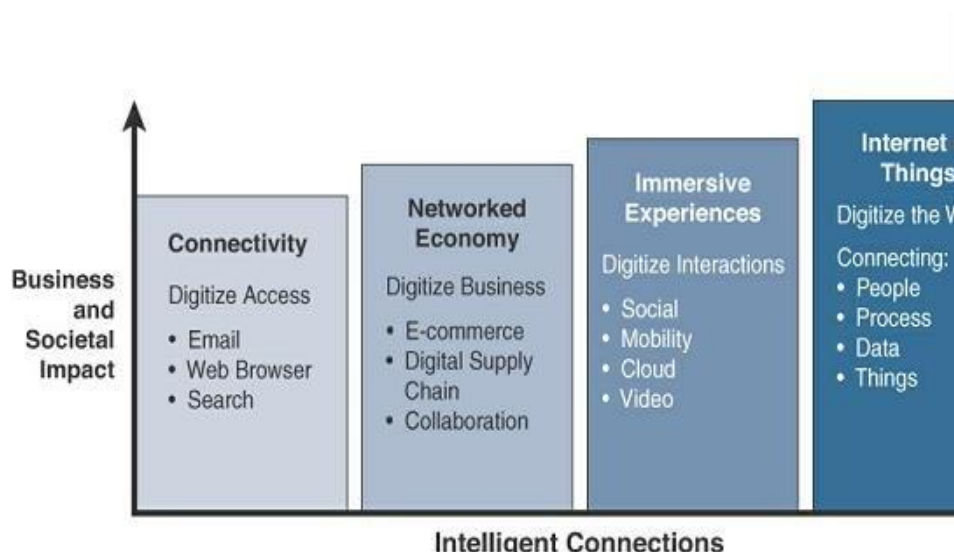 Business
and
Societal
Impact
Connectivity
Digitize Access
• Email
• Web Browser
• Search
Networked
Economy
Digitize Business
• E-commerce
• Digital Supply
Chain
• Collaboration
Immersive
Experiences
Digitize Interactions
• Social
• Mobility
• Cloud
• Video
Internet
Things
Digitize the
Connecting:
• People
• Process
• Data
• Things
Intelligent Connections